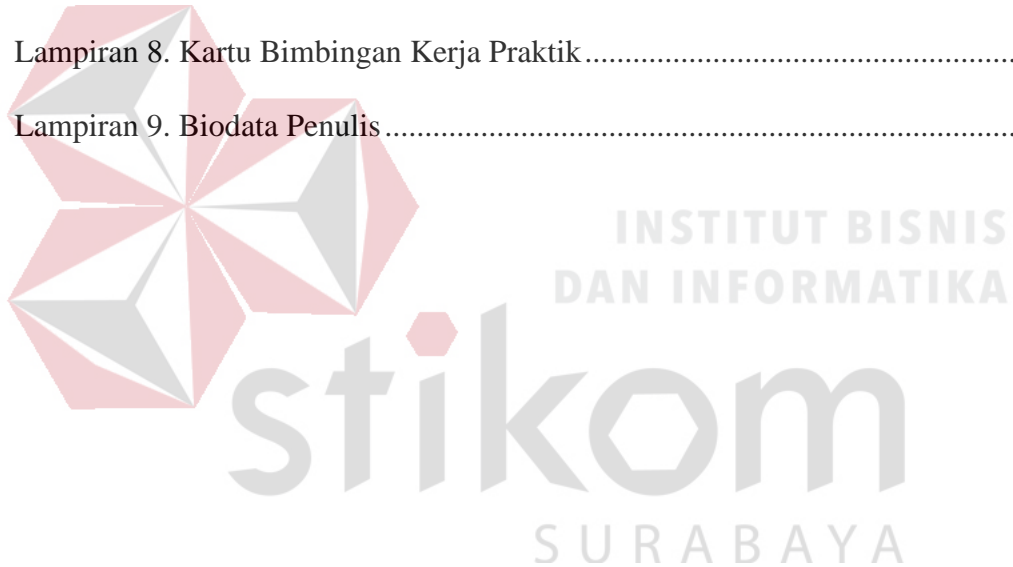 Lampiran 8. Kartu Bimbingan Kerja Praktik......................................................
Lampiran 9. Biodata Penulis...............................................................................
INSTITUT BISNIS
DAN INFORMATIKA
stikom
SURABAYA